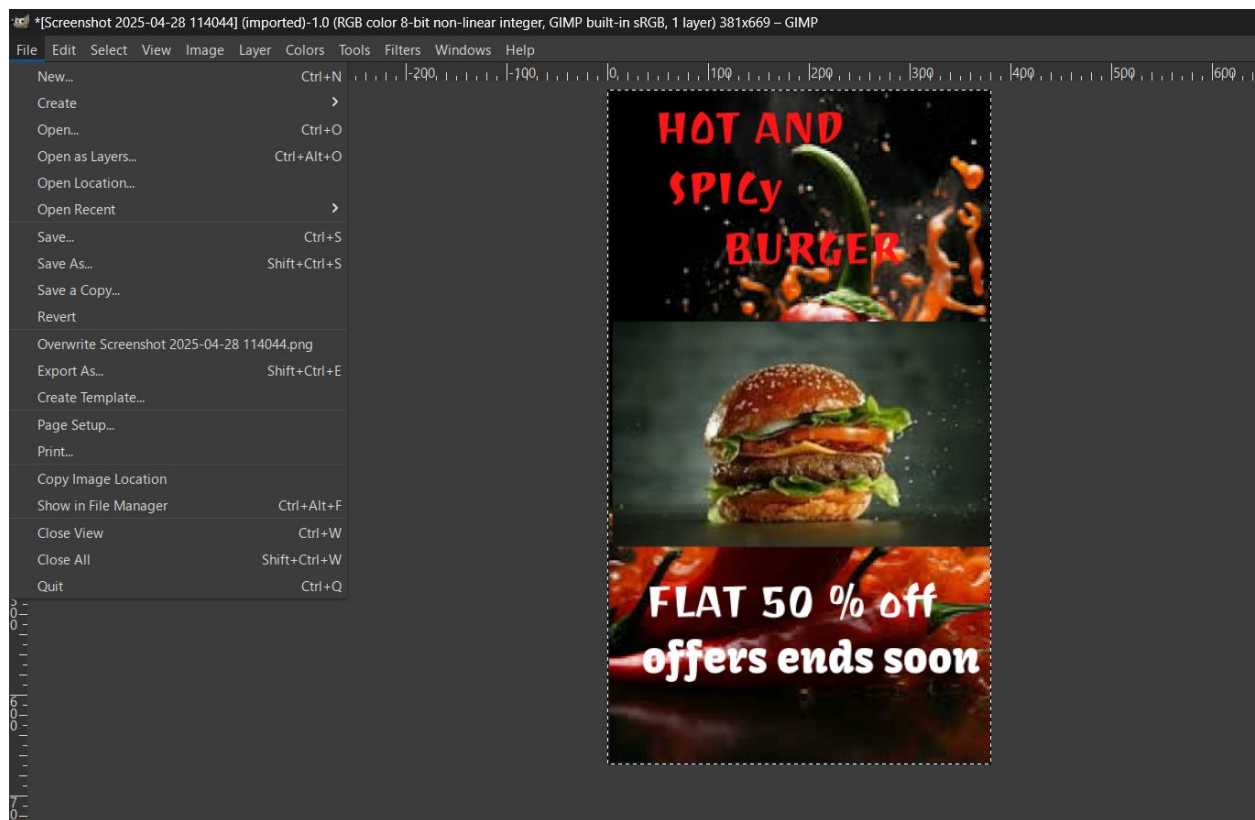 *[Screenshot 2025-04-28 114044] (imported)-1.0 (RGB color 8-bit non-linear integer, GIMP built-in sRGB, 1 layer) 381x669 – GIMP
File Edit Select View Image Layer Colors Tools Filters Windows Help
-200 -100 0 100 200 300 400 500 600
New... Ctrl+N
Create >
Open... Ctrl+O
Open as Layers... Ctrl+Alt+O
Open Location...
Open Recent >
Save... Ctrl+S
Save As... Shift+Ctrl+S
Save a Copy...
Revert
Overwrite Screenshot 2025-04-28 114044.png
Export As... Shift+Ctrl+E
Create Template...
Page Setup...
Print...
Copy Image Location
Show in File Manager Ctrl+Alt+F
Close View Ctrl+W
Close All Shift+Ctrl+W
Quit Ctrl+Q
600
HOT AND
SPICy
BURGER
FLAT 50 % off
offers ends soon